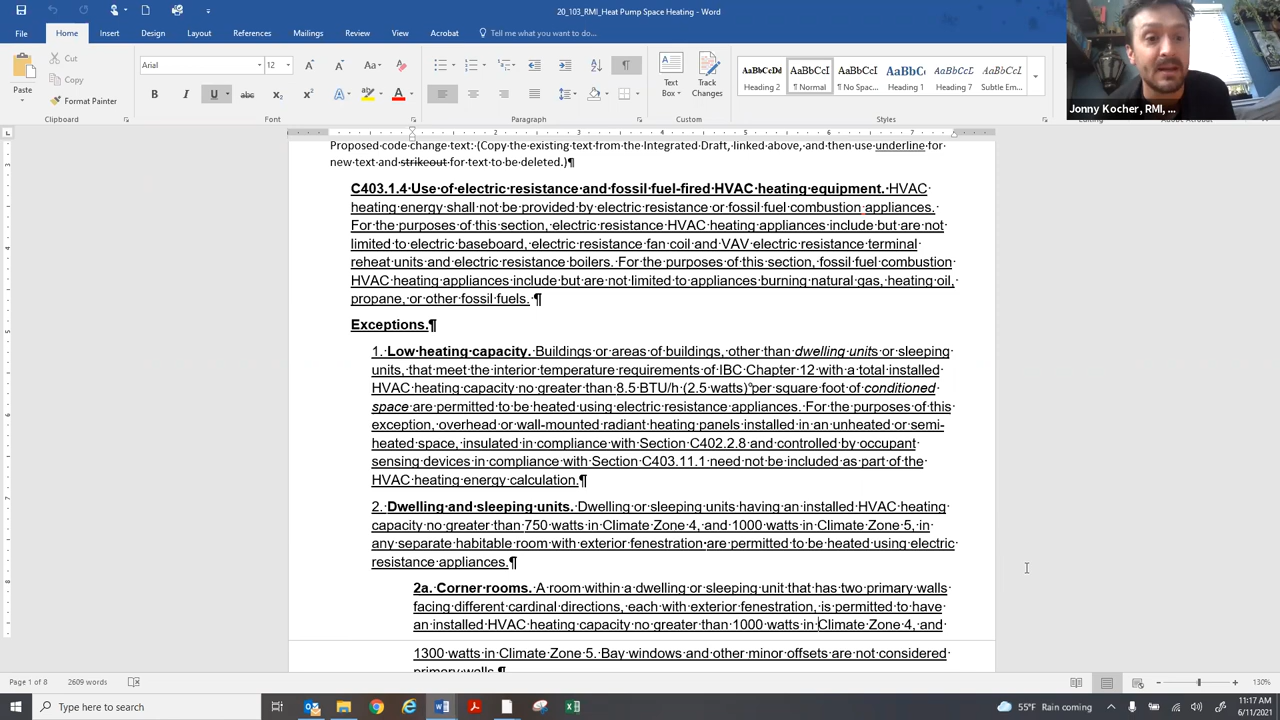 20_103_RMI_Heat Pump Space Heating - Word
File Home Insert Design Layout References Mailings Review View Acrobat Tell me what you want to do...
Cut
Copy
Format Painter
Paste
Arial 12
Text Box
Track Changes
AaBbCcDd AaBbCcI AaBbCcI AaBbC AaBbCcL AaBbCcI
Heading 2 ¶ Normal ¶ No Spac... Heading 1 Heading 7 Subtle Em...
Jonny Kocher, RMI, ...
Clipboard Font Paragraph Custom Styles
Proposed code change text: (Copy the existing text from the Integrated Draft, linked above, and then use underline for
new text and strikeout for text to be deleted.)¶
C403.1.4 Use of electric resistance and fossil fuel-fired HVAC heating equipment. HVAC
heating energy shall not be provided by electric resistance or fossil fuel combustion appliances.
For the purposes of this section, electric resistance HVAC heating appliances include but are not
limited to electric baseboard, electric resistance fan coil and VAV electric resistance terminal
reheat units and electric resistance boilers. For the purposes of this section, fossil fuel combustion
HVAC heating appliances include but are not limited to appliances burning natural gas, heating oil,
propane, or other fossil fuels. ¶
Exceptions.¶
1. Low heating capacity. Buildings or areas of buildings, other than dwelling units or sleeping
units, that meet the interior temperature requirements of IBC Chapter 12 with a total installed
HVAC heating capacity no greater than 8.5 BTU/h (2.5 watts)°per square foot of conditioned
space are permitted to be heated using electric resistance appliances. For the purposes of this
exception, overhead or wall-mounted radiant heating panels installed in an unheated or semi-
heated space, insulated in compliance with Section C402.2.8 and controlled by occupant
sensing devices in compliance with Section C403.11.1 need not be included as part of the
HVAC heating energy calculation.¶
2. Dwelling and sleeping units. Dwelling or sleeping units having an installed HVAC heating
capacity no greater than 750 watts in Climate Zone 4, and 1000 watts in Climate Zone 5, in
any separate habitable room with exterior fenestration are permitted to be heated using electric
resistance appliances.¶
2a. Corner rooms. A room within a dwelling or sleeping unit that has two primary walls
facing different cardinal directions, each with exterior fenestration, is permitted to have
an installed HVAC heating capacity no greater than 1000 watts in Climate Zone 4, and
1300 watts in Climate Zone 5. Bay windows and other minor offsets are not considered
primary walls.¶
Page 1 of 8 2609 words 130%
Type here to search 55°F Rain coming 11:17 AM
6/11/2021